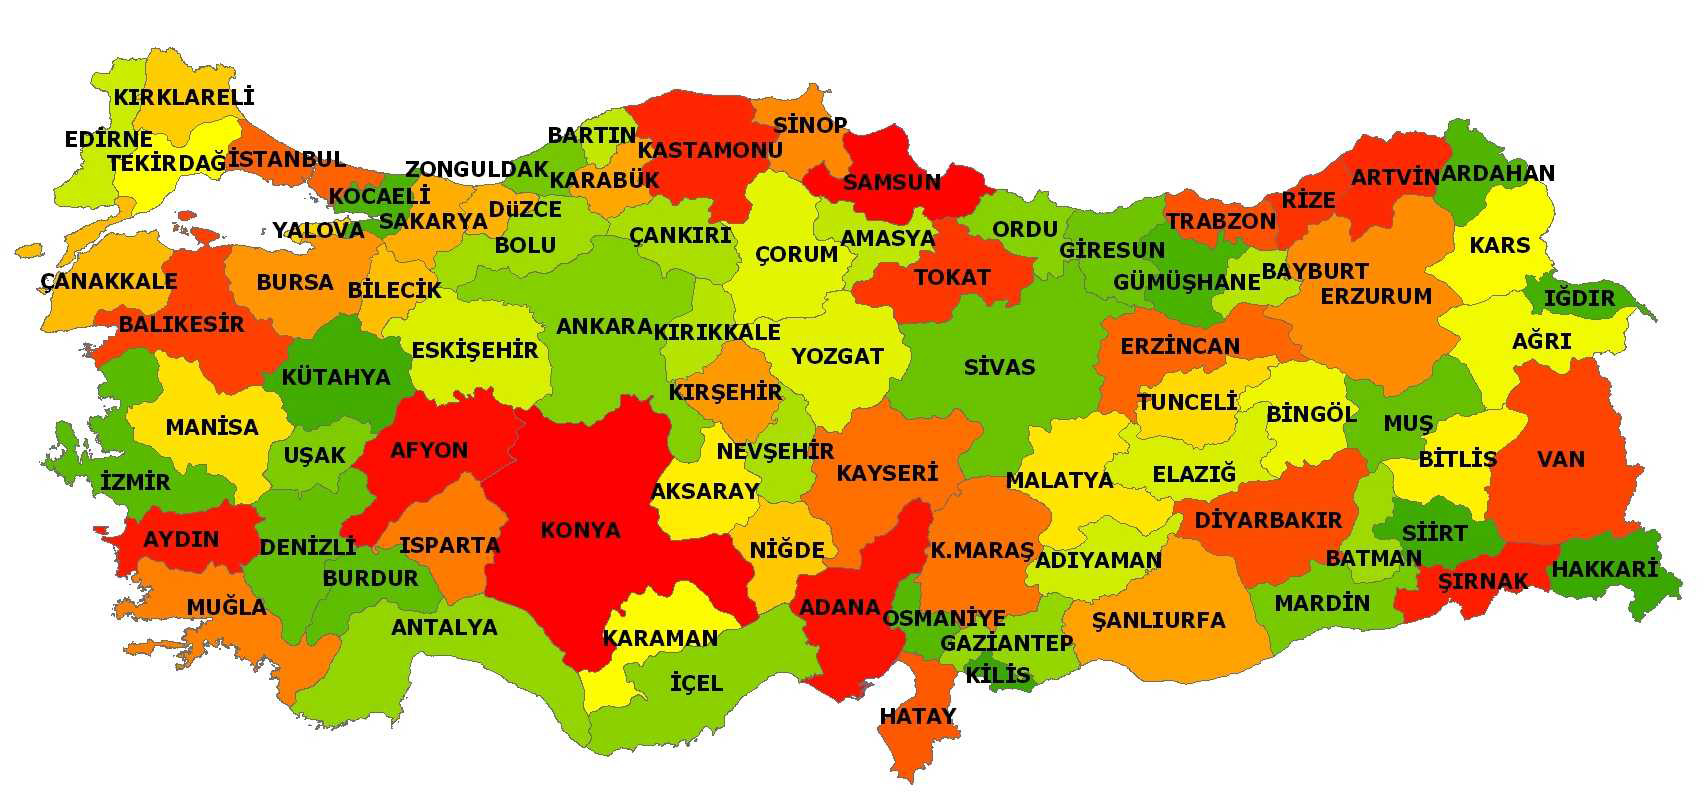 KIRKLARELİ
EDİRNE
TEKİRDAĞ
İSTANBUL
KOCAELİ
YALOVA
SAKARYA
DüZCE
ZONGULDAK
BARTIN
KARABÜK
KASTAMONU
SİNOP
SAMSUN
BOLU
ÇANKIRI
ÇORUM
AMASYA
TOKAT
ORDU
GİRESUN
TRABZON
RİZE
ARTVİN
ARDAHAN
KARS
GÜMÜŞHANE
BAYBURT
ERZURUM
IĞDIR
AĞRI
ÇANAKKALE
BURSA
BİLECİK
BALIKESİR
KÜTAHYA
ESKİŞEHİR
ANKARA
KIRIKKALE
YOZGAT
SİVAS
ERZİNCAN
TUNCELİ
BİNGÖL
MUŞ
BİTLİS
VAN
MANİSA
UŞAK
AFYON
KIRŞEHİR
NEVŞEHİR
KAYSERİ
MALATYA
ELAZIĞ
İZMİR
AKSARAY
AYDIN
DENİZLİ
ISPARTA
KONYA
NİĞDE
K.MARAŞ
ADIYAMAN
DİYARBAKIR
BATMAN
SİİRT
ŞIRNAK
HAKKARİ
MUĞLA
BURDUR
ANTALYA
KARAMAN
İÇEL
ADANA
OSMANİYE
GAZİANTEP
KİLİS
ŞANLIURFA
MARDİN
HATAY